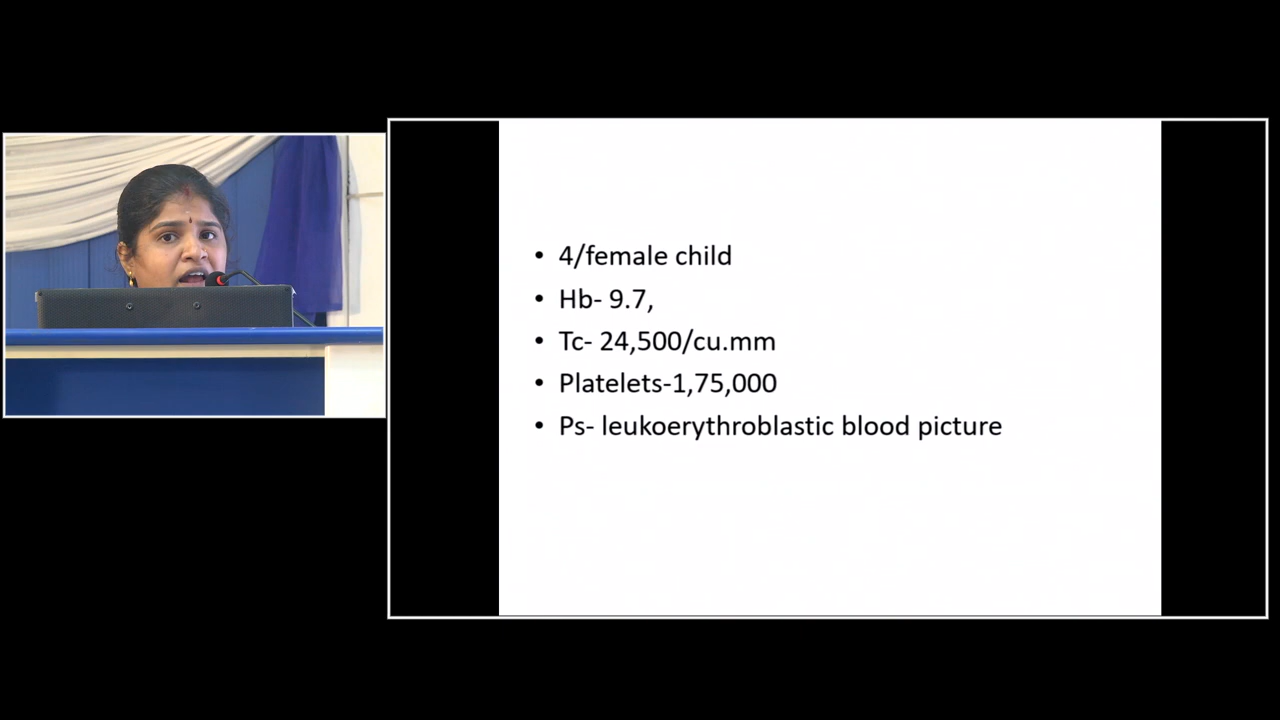 • 4/female child
• Hb- 9.7,
• Tc- 24,500/cu.mm
• Platelets-1,75,000
• Ps- leukoerythroblastic blood picture